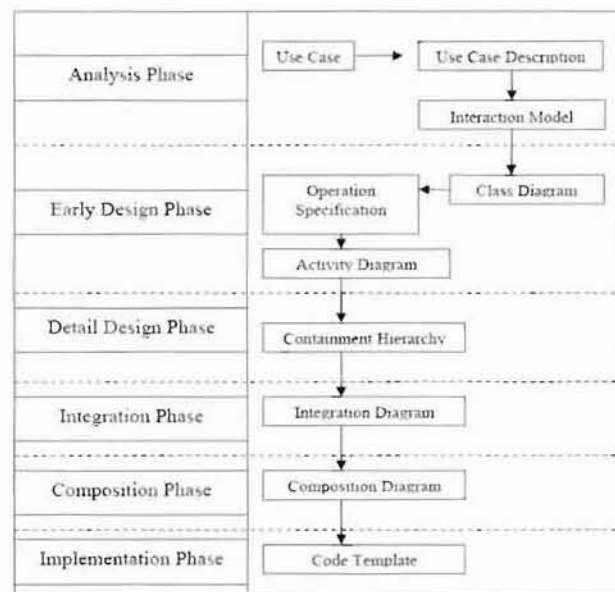 Analysis Phase
Use Case
Use Case Description
Interaction Model
Early Design Phase
Operation
Specification
Class Diagram
Activity Diagram
Detail Design Phase
Containment Hierarchy
Integration Phase
Integration Diagram
Composition Phase
Composition Diagram
Implementation Phase
Code Template